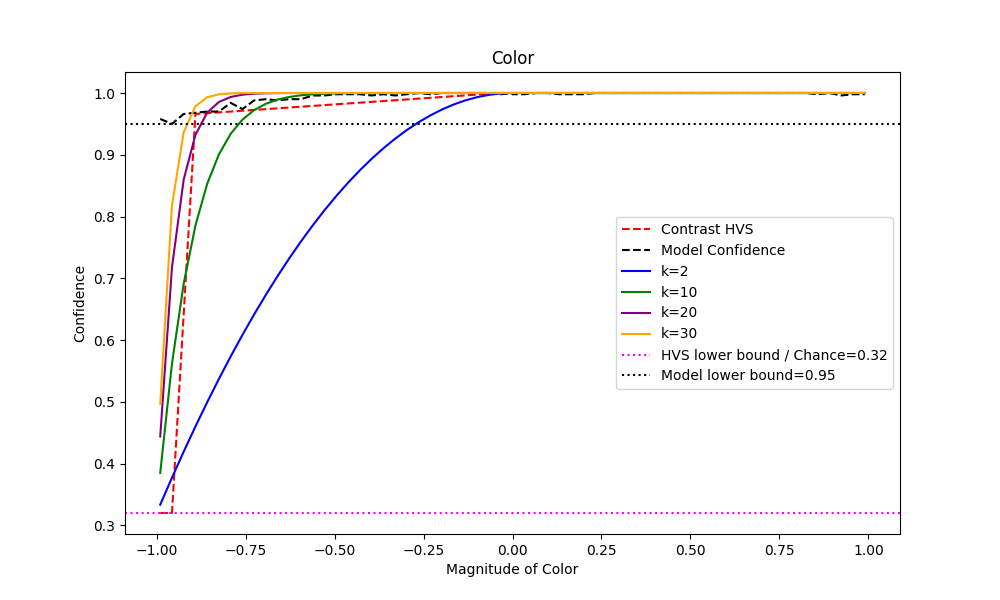 Color
1.0
0.9
0.8
0.7
0.6
0.5
0.4
0.3
Confidence
Contrast HVS
Model Confidence
k=2
k=10
k=20
k=30
HVS lower bound / Chance=0.32
Model lower bound=0.95
−1.00 −0.75 −0.50 −0.25 0.00 0.25 0.50 0.75 1.00
Magnitude of Color